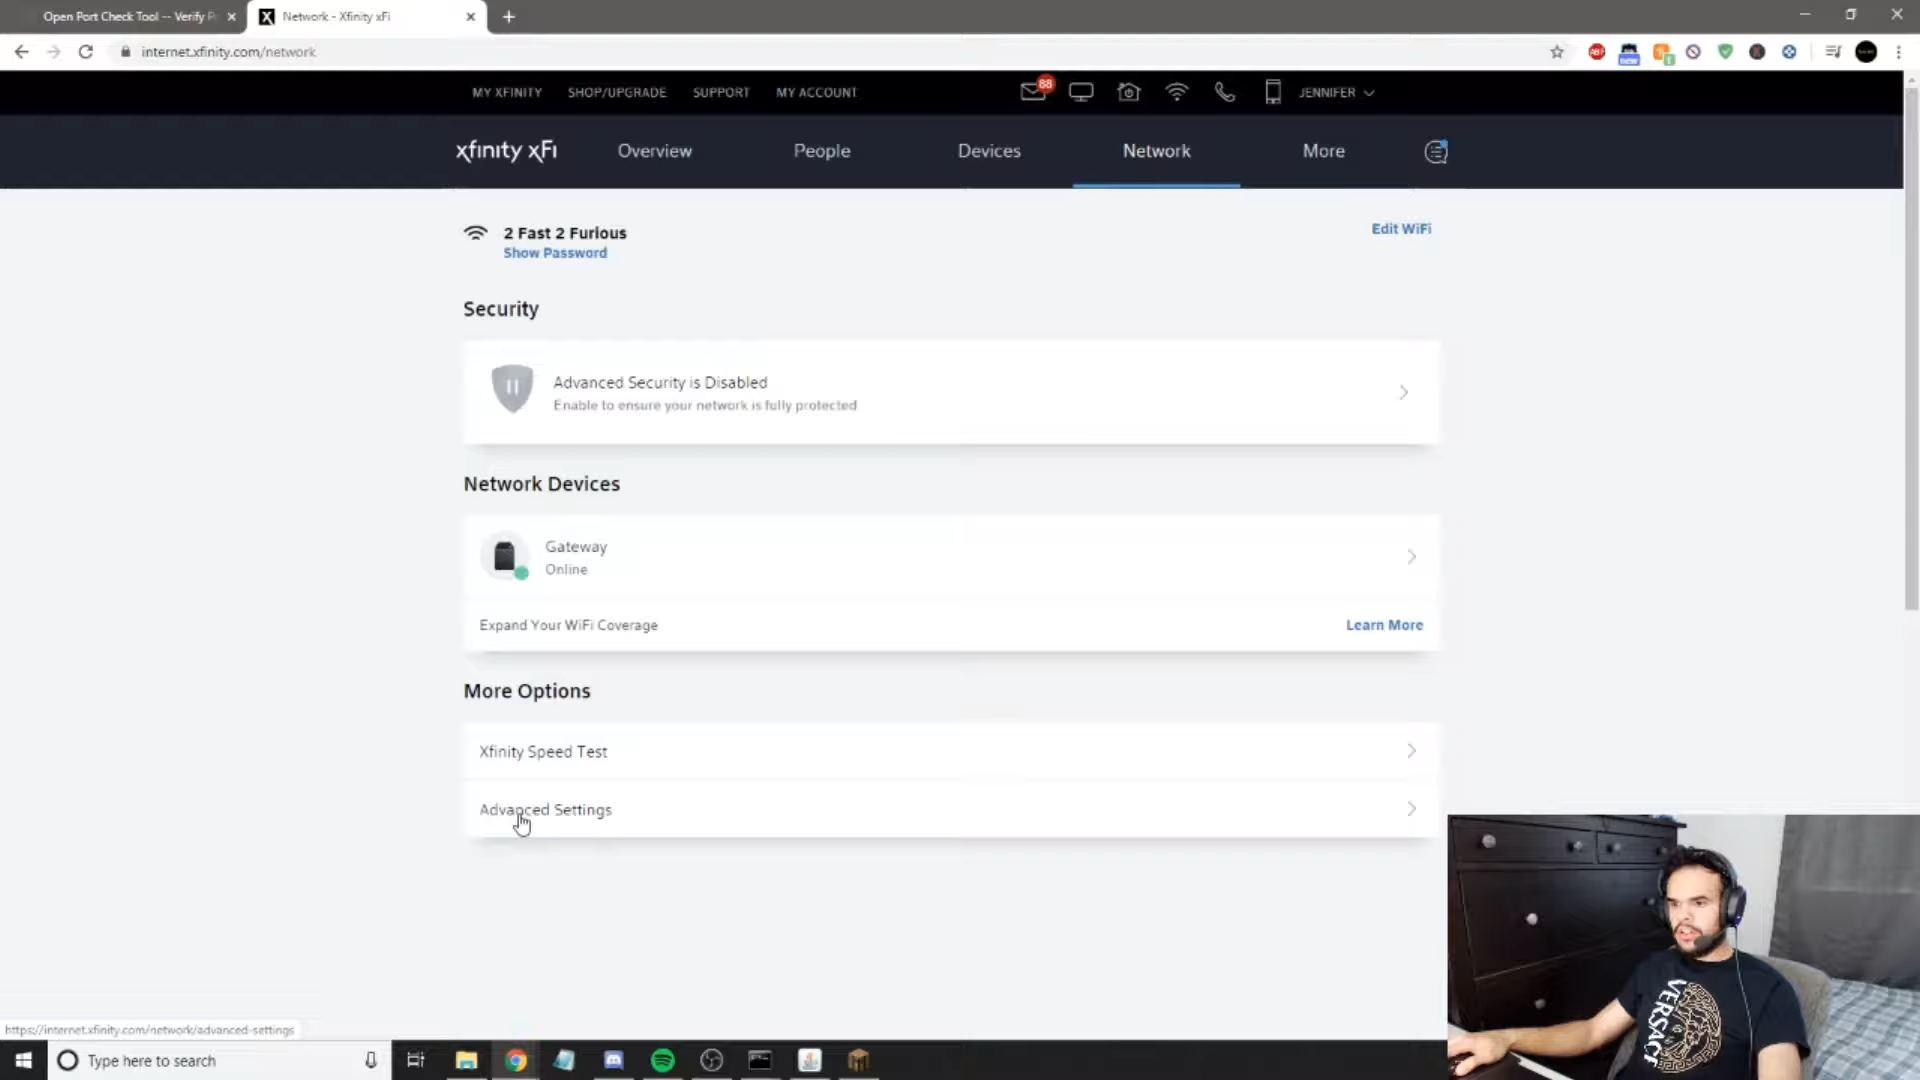 Open Port Check Tool -- Verify P
Network - Xfinity xFi
internet.xfinity.com/network
ABP
new
1
MY XFINITY SHOP/UPGRADE SUPPORT MY ACCOUNT 88 JENNIFER
xfinity xFi Overview People Devices Network More
2 Fast 2 Furious
Show Password
Edit WiFi
Security
Advanced Security is Disabled
Enable to ensure your network is fully protected
Network Devices
Gateway
Online
Expand Your WiFi Coverage
Learn More
More Options
Xfinity Speed Test
Advanced Settings
VERSACE
https://internet.xfinity.com/network/advanced-settings
Type here to search